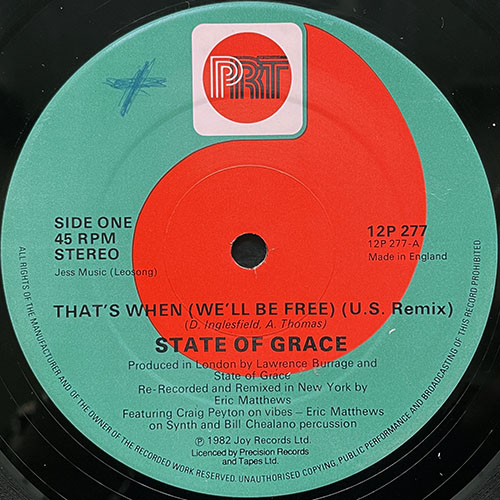 PRT
SIDE ONE
45 RPM
STEREO
Jess Music (Leosong)
12P 277
12P 277-A
Made in England
THAT'S WHEN (WE'LL BE FREE) (U.S. Remix)
(D. Inglesfield, A. Thomas)
STATE OF GRACE
Produced in London by Lawrence Burrage and
State of Grace
Re-Recorded and Remixed in New York by
Eric Matthews
Featuring Craig Peyton on vibes – Eric Matthews
on Synth and Bill Chealano percussion
℗ 1982 Joy Records Ltd.
Licenced by Precision Records
and Tapes Ltd.
ALL RIGHTS OF THE MANUFACTURER AND OF THE OWNER OF THE RECORDED WORK RESERVED. UNAUTHORISED COPYING, PUBLIC PERFORMANCE AND BROADCASTING OF THIS RECORD PROHIBITED